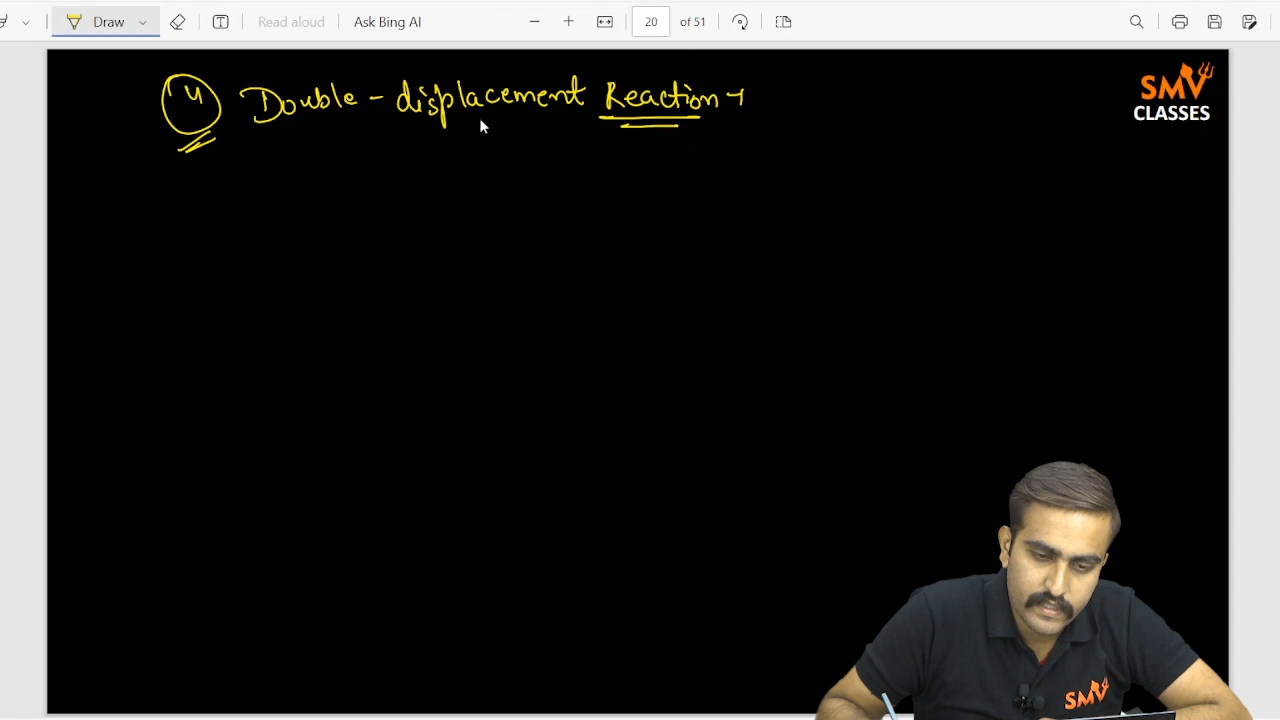 Draw
Read aloud
Ask Bing AI
20 of 51
4 Double - displacement Reaction -
SMV
CLASSES
SMV